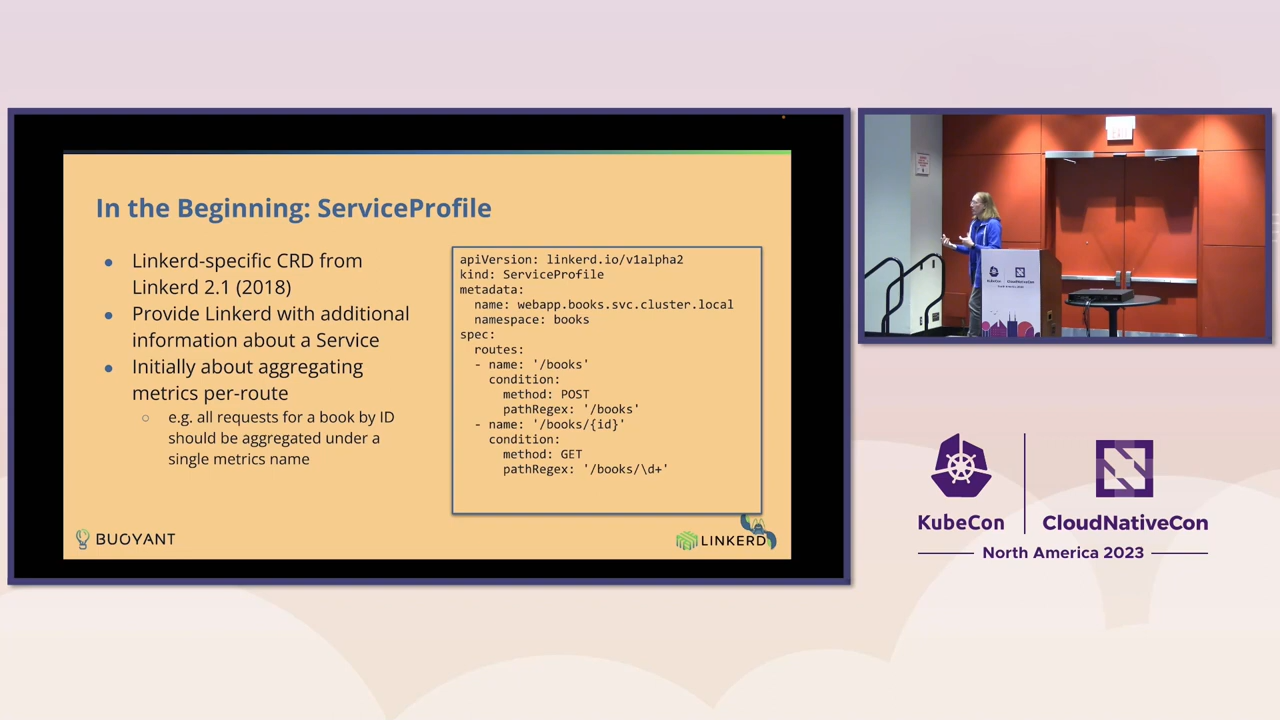 In the Beginning: ServiceProfile
● Linkerd-specific CRD from
Linkerd 2.1 (2018)
● Provide Linkerd with additional
information about a Service
● Initially about aggregating
metrics per-route
○ e.g. all requests for a book by ID
should be aggregated under a
single metrics name
apiVersion: linkerd.io/v1alpha2
kind: ServiceProfile
metadata:
  name: webapp.books.svc.cluster.local
  namespace: books
spec:
  routes:
  - name: '/books'
    condition:
      method: POST
      pathRegex: '/books'
  - name: '/books/{id}'
    condition:
      method: GET
      pathRegex: '/books/\d+'
BUOYANT
LINKERD
KubeCon
CloudNativeCon
KubeCon
CloudNativeCon
North America 2023